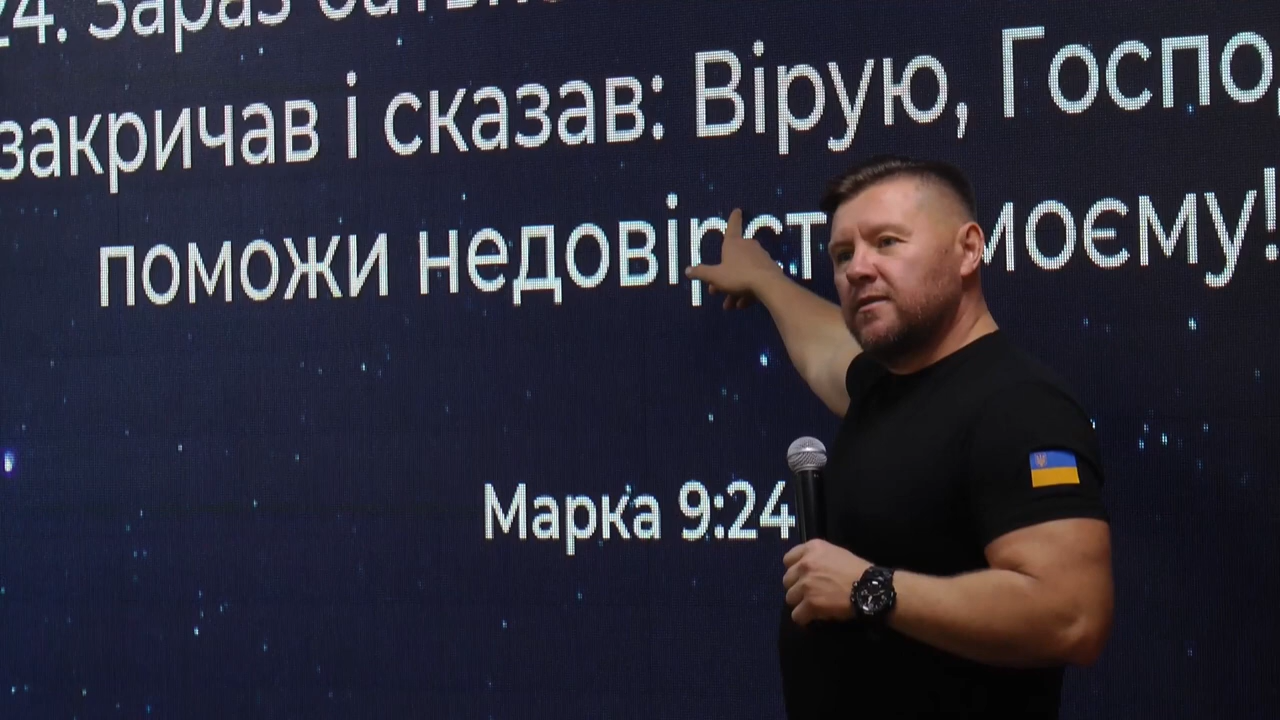 24. Зараз
закричав і сказав: Вірую,
поможи моєму!
Марка 9:24